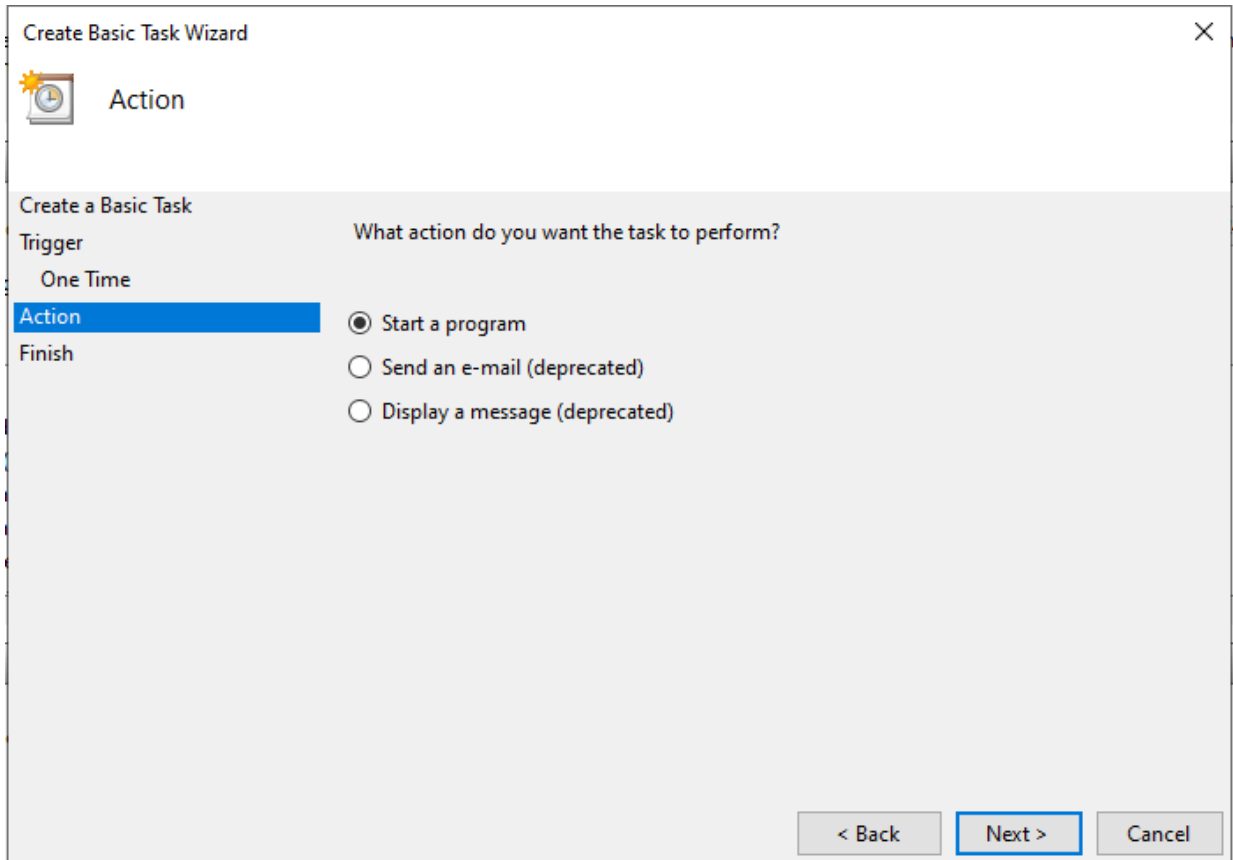 Create Basic Task Wizard
Action
Create a Basic Task
Trigger
One Time
Action
Finish
What action do you want the task to perform?
Start a program
Send an e-mail (deprecated)
Display a message (deprecated)
< Back
Next >
Cancel